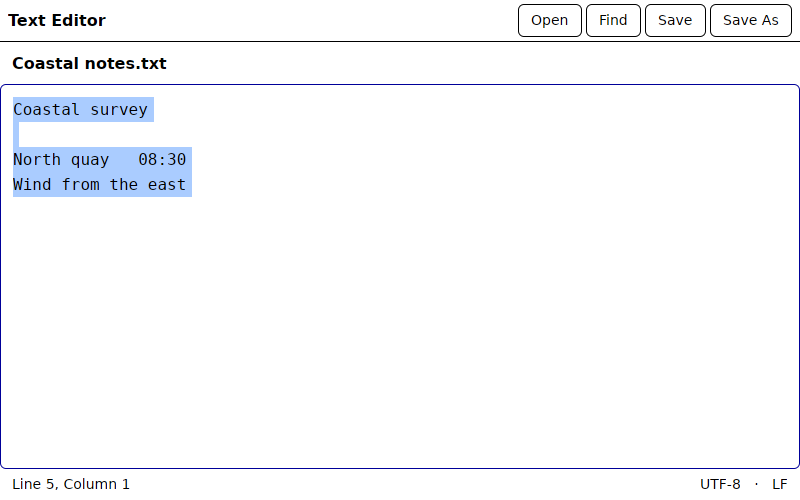 Text Editor
Open
Find
Save
Save As
Coastal notes.txt
Coastal survey

North quay   08:30
Wind from the east
Line 5, Column 1
UTF-8 · LF